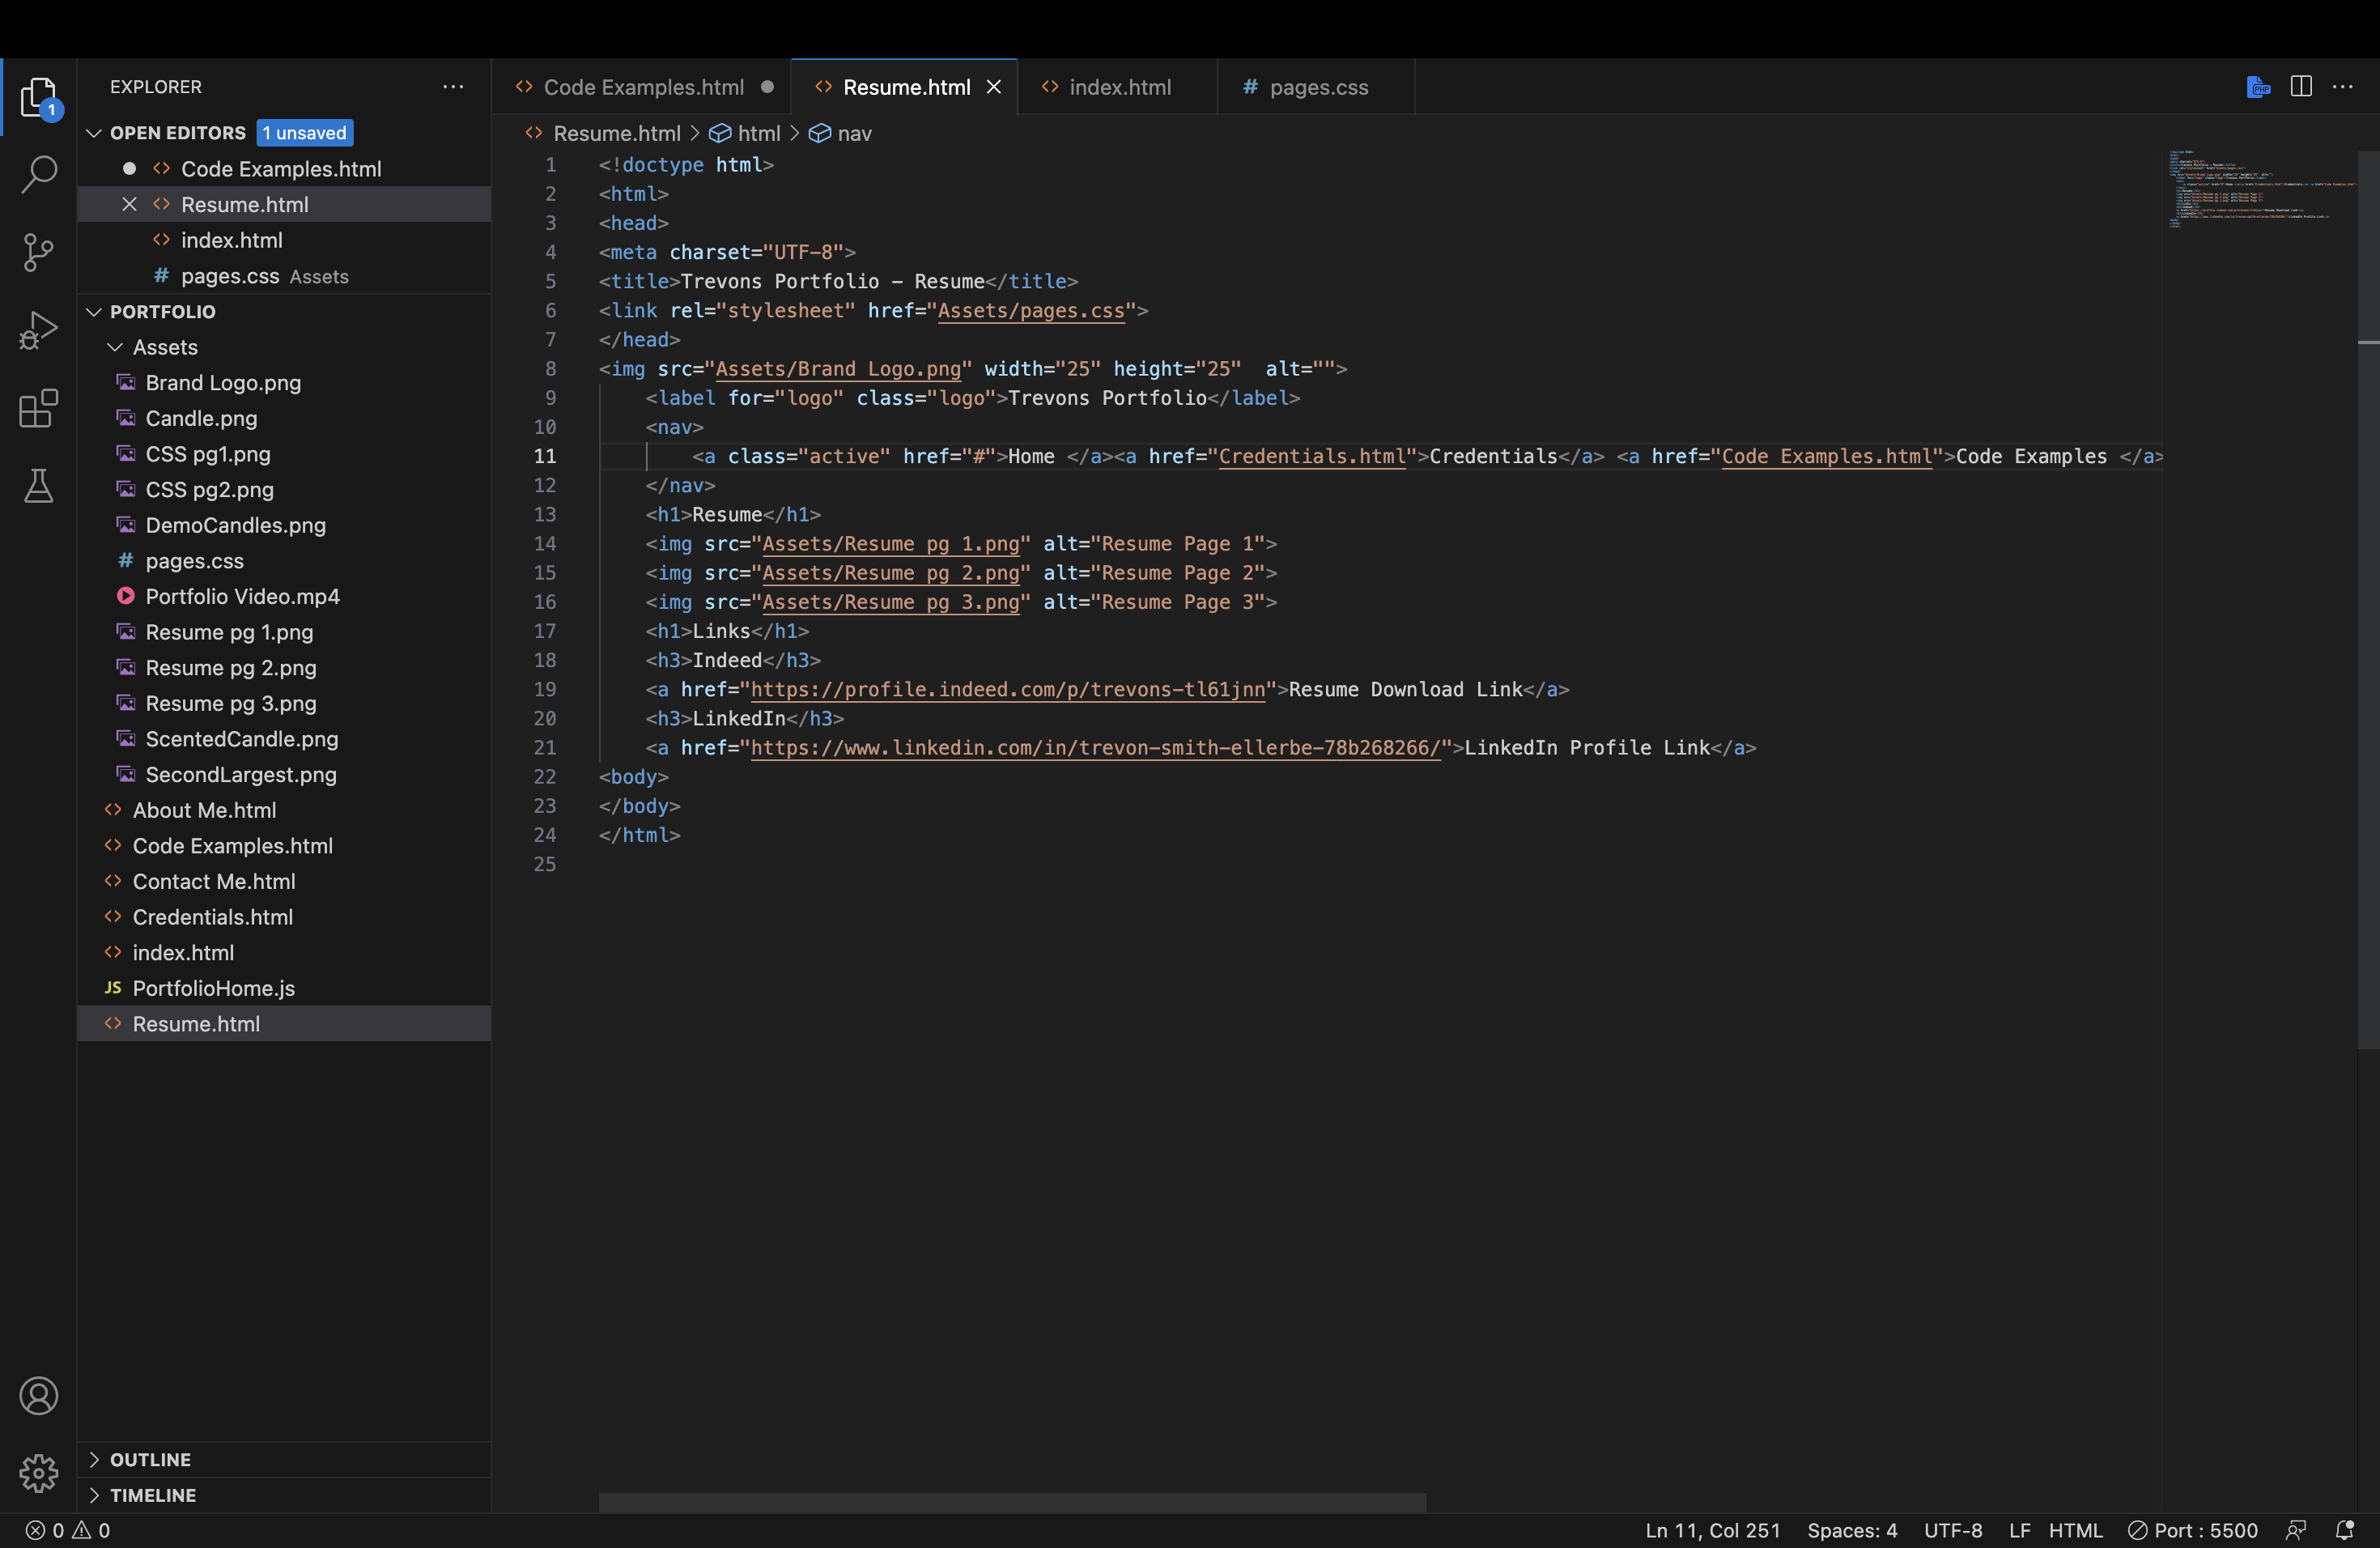 EXPLORER
OPEN EDITORS 1 unsaved
Code Examples.html
Resume.html
index.html
pages.css Assets
PORTFOLIO
Assets
Brand Logo.png
Candle.png
CSS pg1.png
CSS pg2.png
DemoCandles.png
pages.css
Portfolio Video.mp4
Resume pg 1.png
Resume pg 2.png
Resume pg 3.png
ScentedCandle.png
SecondLargest.png
About Me.html
Code Examples.html
Contact Me.html
Credentials.html
index.html
JS PortfolioHome.js
Resume.html
OUTLINE
TIMELINE
1
Code Examples.html Resume.html index.html # pages.css
PHP
Resume.html > html > nav
1 <!doctype html>
2 <html>
3 <head>
4 <meta charset="UTF-8">
5 <title>Trevons Portfolio - Resume</title>
6 <link rel="stylesheet" href="Assets/pages.css">
7 </head>
8 <img src="Assets/Brand Logo.png" width="25" height="25"  alt="">
9 <label for="logo" class="logo">Trevons Portfolio</label>
10 <nav>
11 <a class="active" href="#">Home </a><a href="Credentials.html">Credentials</a> <a href="Code Examples.html">Code Examples </a>
12 </nav>
13 <h1>Resume</h1>
14 <img src="Assets/Resume pg 1.png" alt="Resume Page 1">
15 <img src="Assets/Resume pg 2.png" alt="Resume Page 2">
16 <img src="Assets/Resume pg 3.png" alt="Resume Page 3">
17 <h1>Links</h1>
18 <h3>Indeed</h3>
19 <a href="https://profile.indeed.com/p/trevons-tl61jnn">Resume Download Link</a>
20 <h3>LinkedIn</h3>
21 <a href="https://www.linkedin.com/in/trevon-smith-ellerbe-78b268266/">LinkedIn Profile Link</a>
22 <body>
23 </body>
24 </html>
25
0 0
Ln 11, Col 251 Spaces: 4 UTF-8 LF HTML Port : 5500